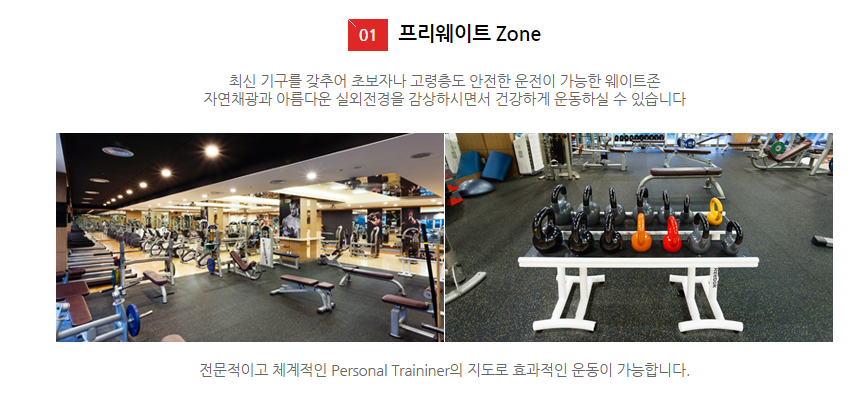 01 프리웨이트 Zone
최신 기구를 갖추어 초보자나 고령층도 안전한 운전이 가능한 웨이트존
자연채광과 아름다운 실외전경을 감상하시면서 건강하게 운동하실 수 있습니다
전문적이고 체계적인 Personal Traininer의 지도로 효과적인 운동이 가능합니다.